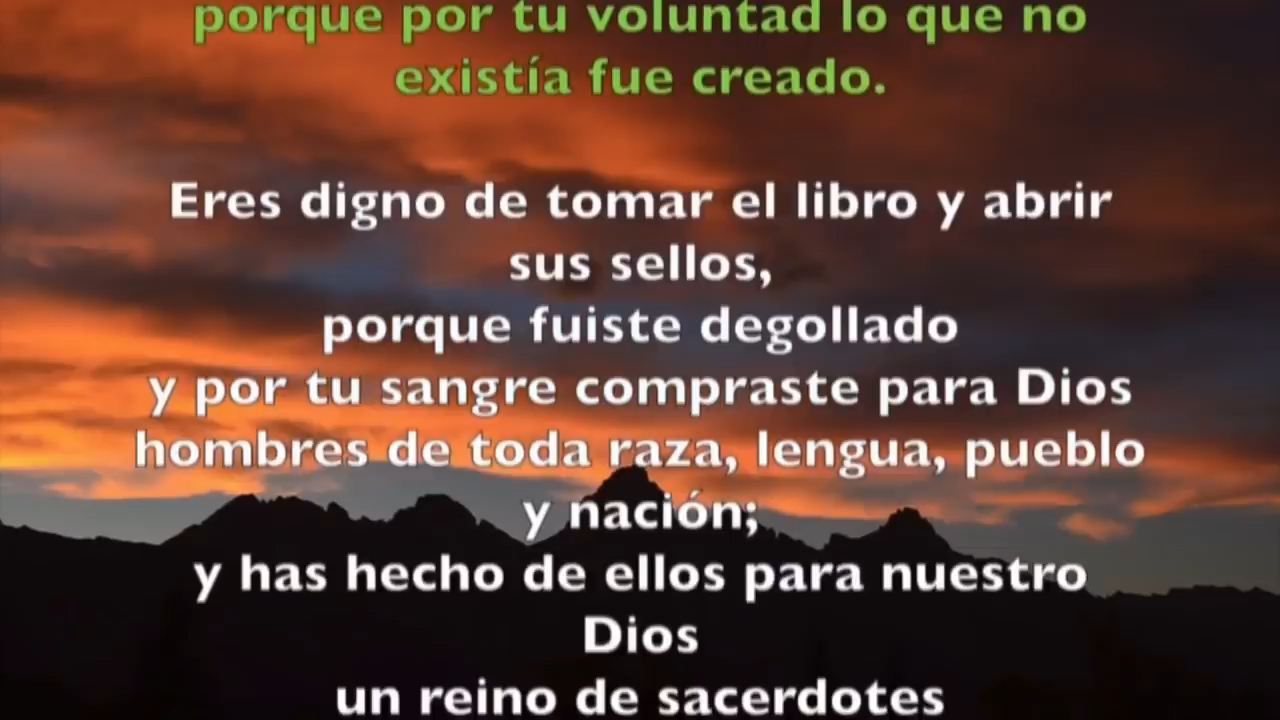 porque por tu voluntad lo que no
existía fue creado.
Eres digno de tomar el libro y abrir
sus sellos,
porque fuiste degollado
y por tu sangre compraste para Dios
hombres de toda raza, lengua, pueblo
y nación;
y has hecho de ellos para nuestro
Dios
un reino de sacerdotes